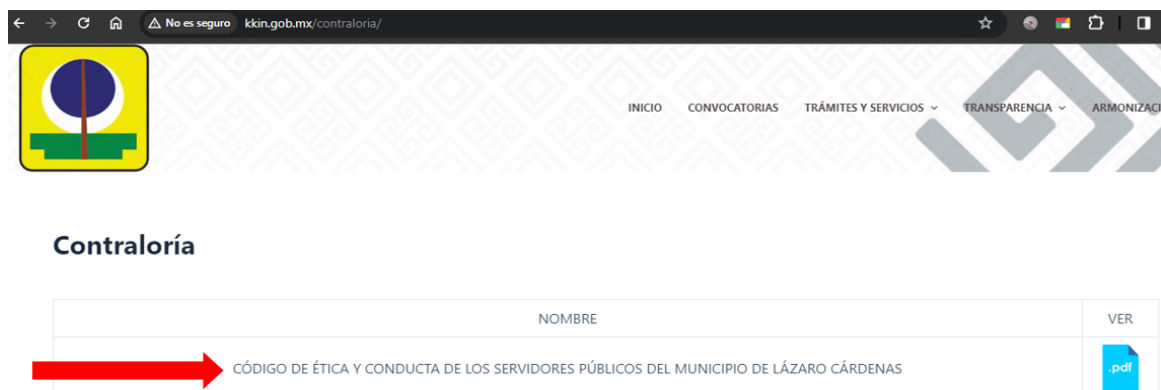 No es seguro kkin.gob.mx/contraloria/
INICIO CONVOCATORIAS TRÁMITES Y SERVICIOS TRANSPARENCIA ARMONIZACI
Contraloría
NOMBRE VER
CÓDIGO DE ÉTICA Y CONDUCTA DE LOS SERVIDORES PÚBLICOS DEL MUNICIPIO DE LÁZARO CÁRDENAS .pdf